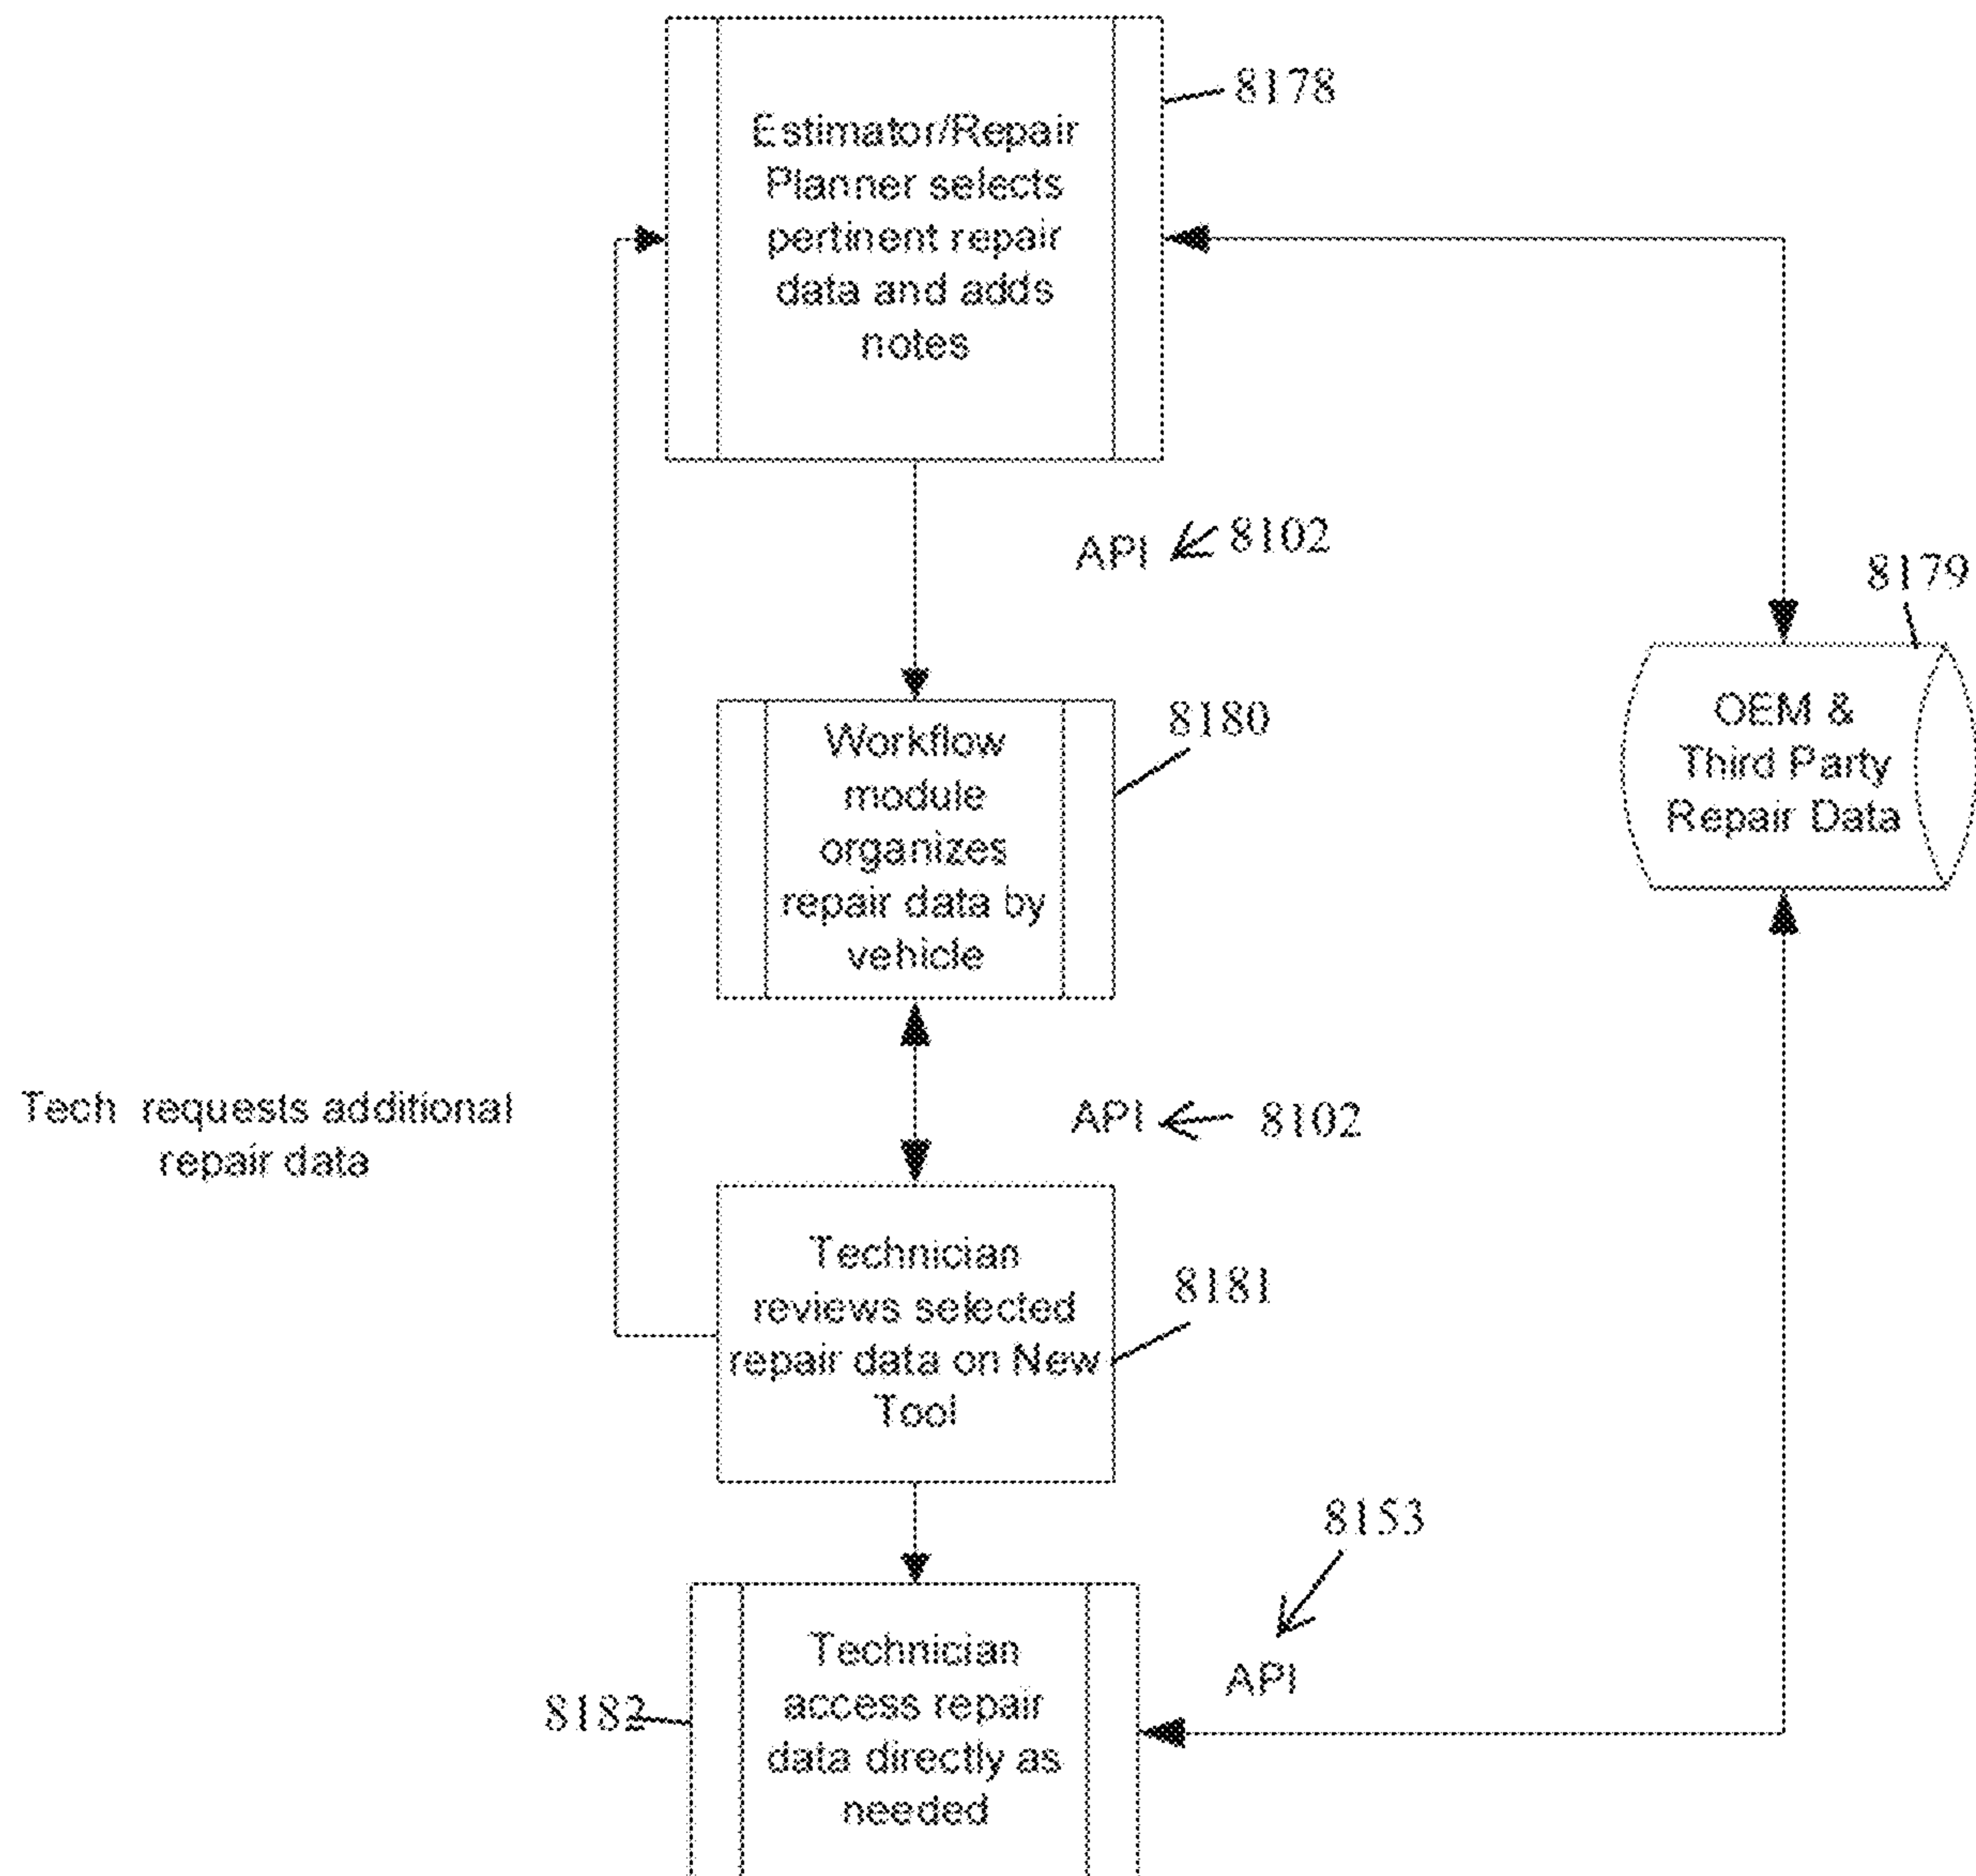 Estimator/Repair
Planner selects
pertinent repair
data and adds
notes
8178
API
8102
8179
OEM &
Third Party
Repair Data
Workflow
module
organizes
repair data by
vehicle
8180
Tech requests additional
repair data
API
8102
Technician
reviews selected
repair data on New
Tool
8181
8153
API
8182
Technician
access repair
data directly as
needed